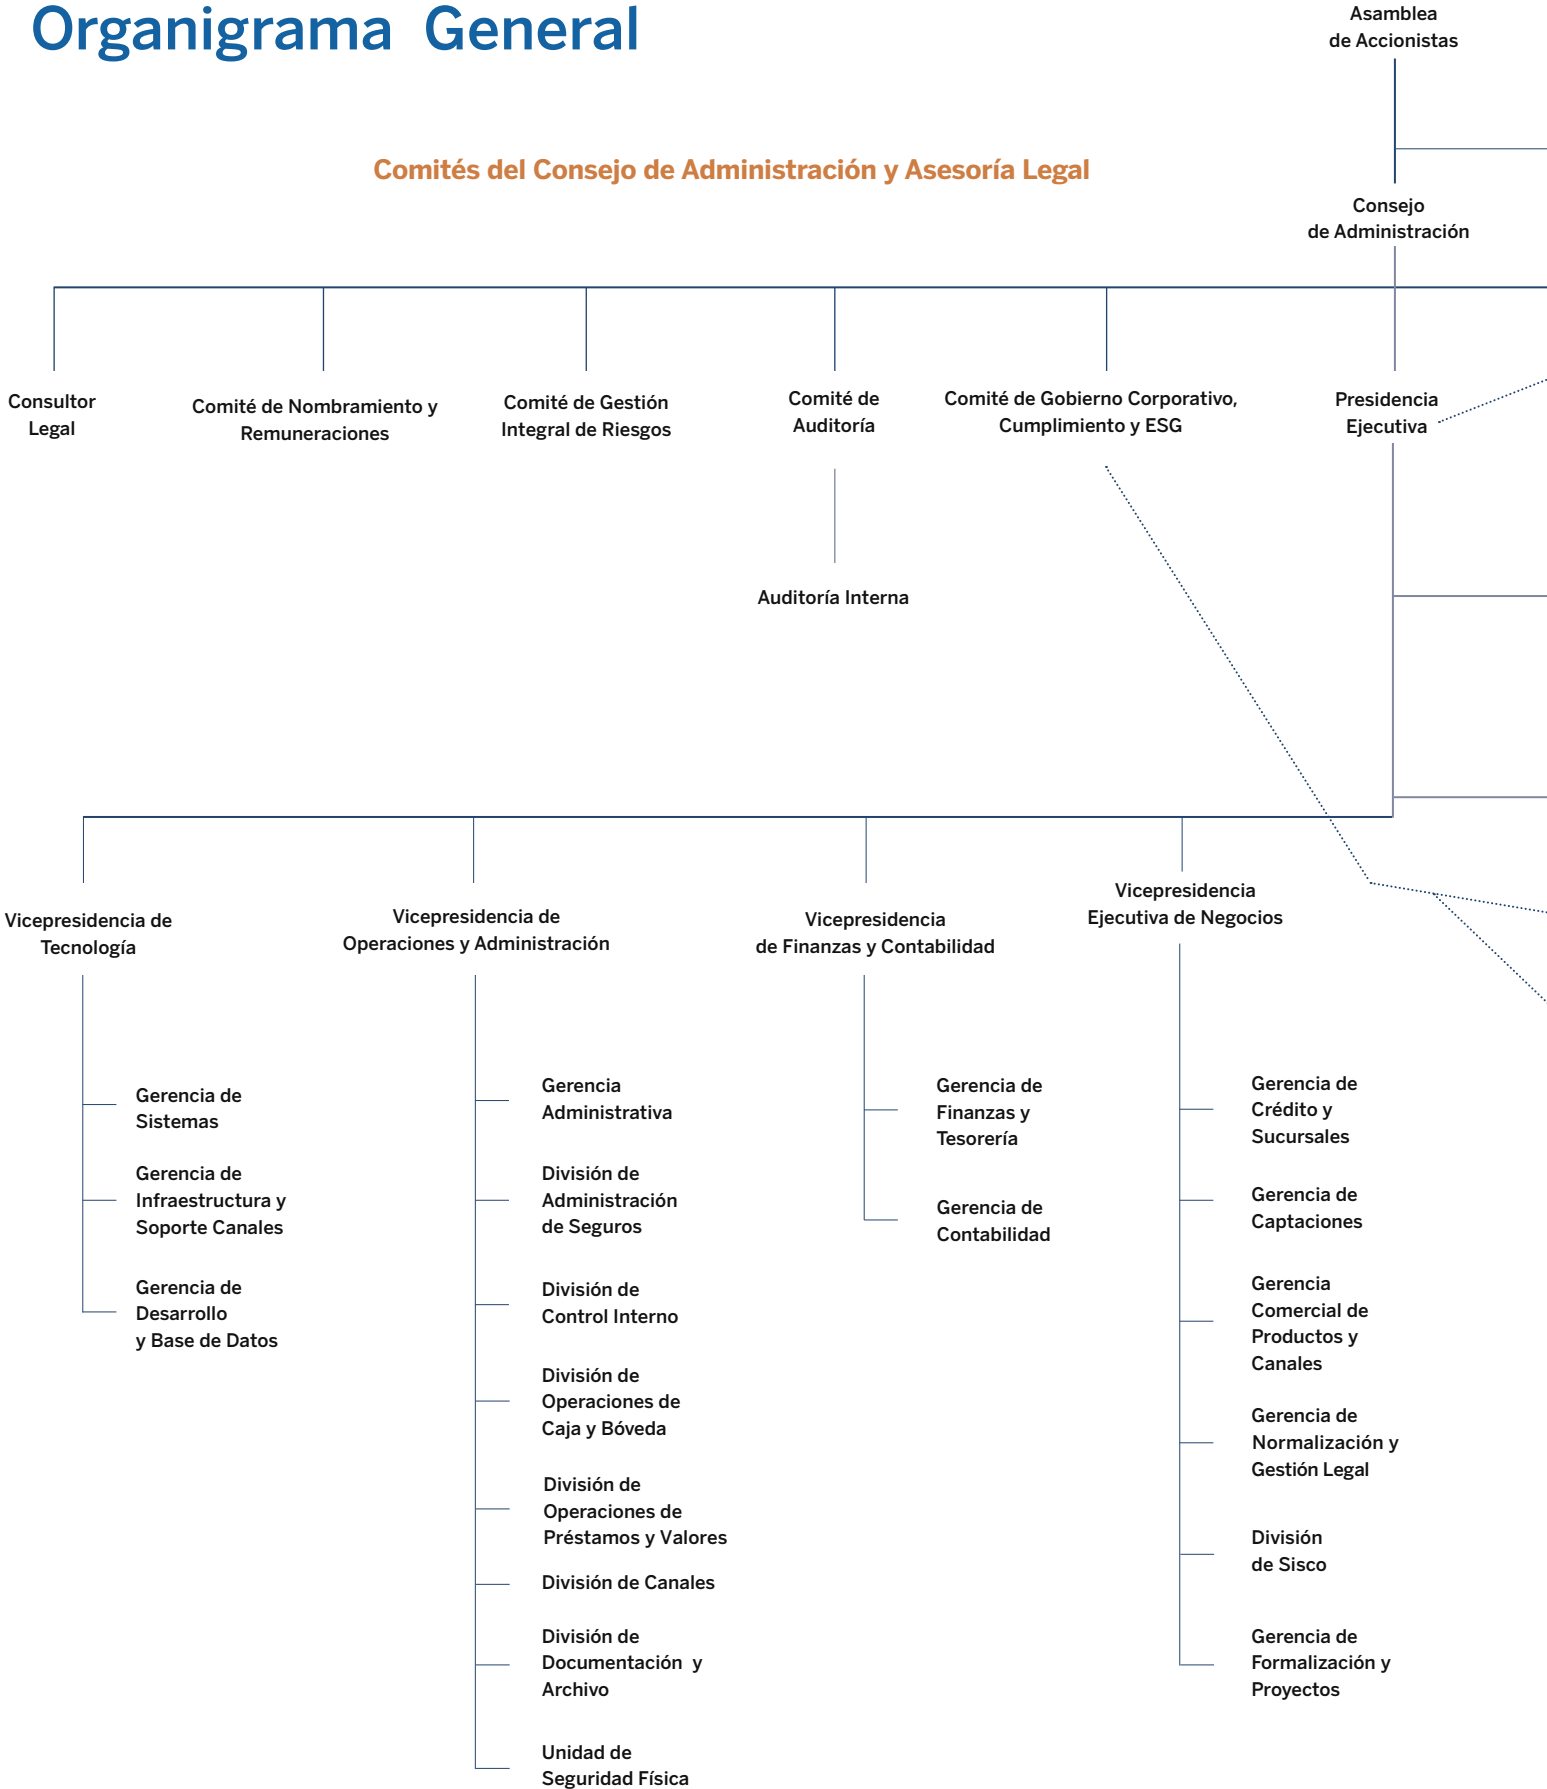 Organigrama General
Asamblea
de Accionistas
Comités del Consejo de Administración y Asesoría Legal
Consejo
de Administración
Consultor
Legal
Comité de Nombramiento y
Remuneraciones
Comité de Gestión
Integral de Riesgos
Comité de
Auditoría
Comité de Gobierno Corporativo,
Cumplimiento y ESG
Presidencia
Ejecutiva
Auditoría Interna
Vicepresidencia de
Tecnología
Vicepresidencia de
Operaciones y Administración
Vicepresidencia
de Finanzas y Contabilidad
Vicepresidencia
Ejecutiva de Negocios
Gerencia de
Sistemas
Gerencia de
Infraestructura y
Soporte Canales
Gerencia de
Desarrollo
y Base de Datos
Gerencia
Administrativa
División de
Administración
de Seguros
División de
Control Interno
División de
Operaciones de
Caja y Bóveda
División de
Operaciones de
Préstamos y Valores
División de Canales
División de
Documentación y
Archivo
Unidad de
Seguridad Física
Gerencia de
Finanzas y
Tesorería
Gerencia de
Contabilidad
Gerencia de
Crédito y
Sucursales
Gerencia de
Captaciones
Gerencia
Comercial de
Productos y
Canales
Gerencia de
Normalización y
Gestión Legal
División
de Sisco
Gerencia de
Formalización y
Proyectos